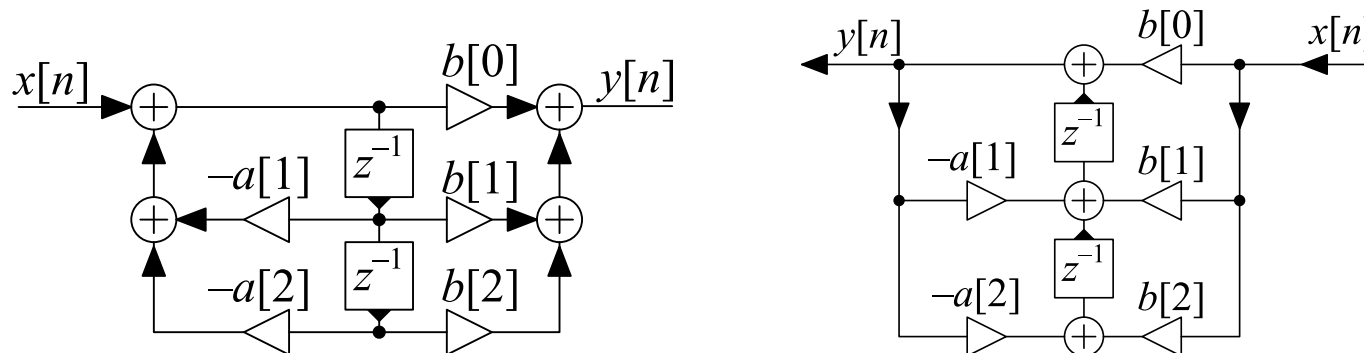 x[n] b[0] y[n]
z⁻¹
-a[1] b[1]
z⁻¹
-a[2] b[2]
y[n] b[0] x[n]
z⁻¹
-a[1] b[1]
z⁻¹
-a[2] b[2]